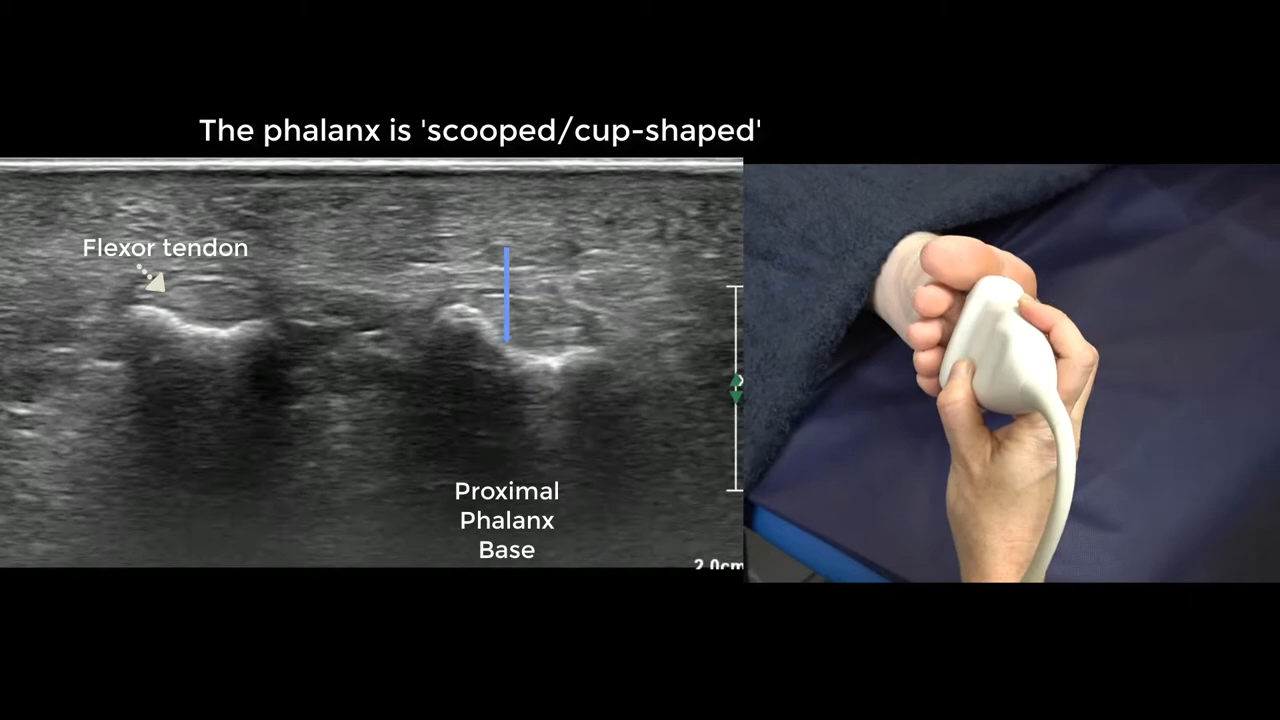 The phalanx is 'scooped/cup-shaped'
Flexor tendon
Proximal
Phalanx
Base
2.0cm